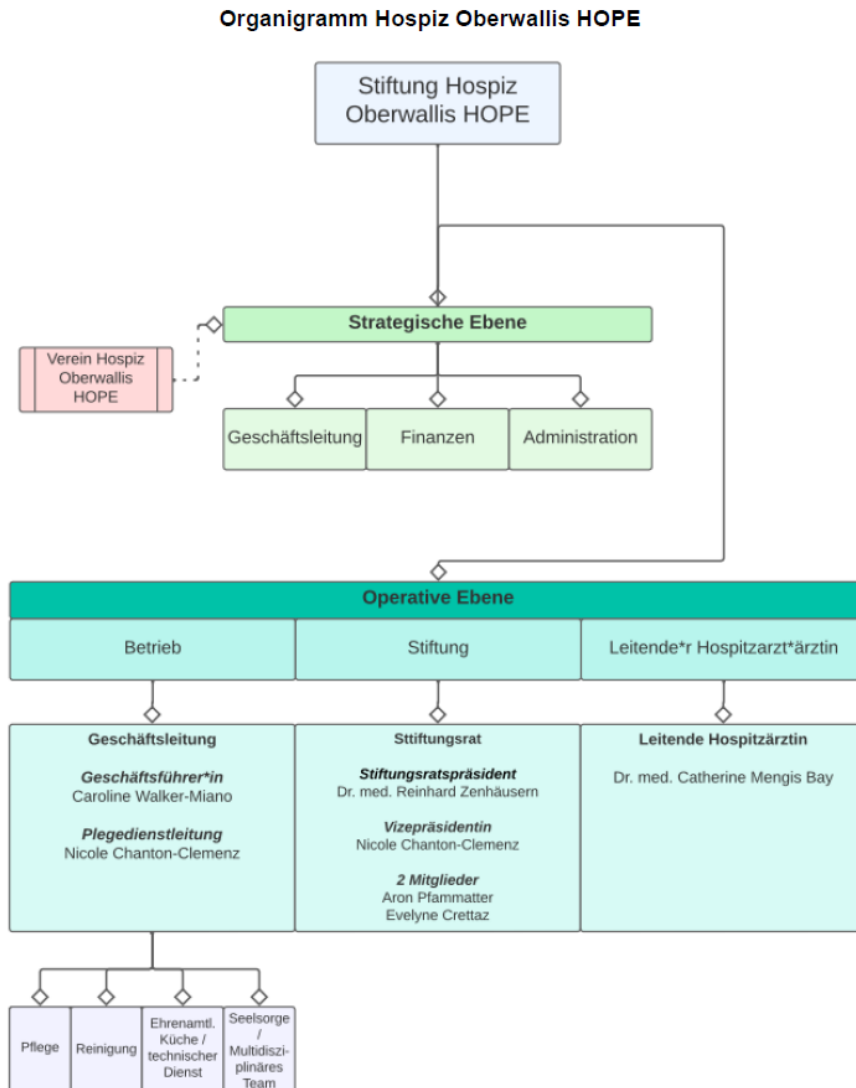 Organigramm Hospiz Oberwallis HOPE
Stiftung Hospiz
Oberwallis HOPE
Strategische Ebene
Verein Hospiz
Oberwallis
HOPE
Geschäftsleitung
Finanzen
Administration
Operative Ebene
Betrieb
Stiftung
Leitende*r Hospitzarzt*ärztin
Geschäftsleitung
Geschäftsführer*in
Caroline Walker-Miano
Plegedienstleitung
Nicole Chanton-Clemenz
Sttiftungsrat
Stiftungsratspräsident
Dr. med. Reinhard Zenhäusern
Vizepräsidentin
Nicole Chanton-Clemenz
2 Mitglieder
Aron Pfammatter
Evelyne Crettaz
Leitende Hospitzärztin
Dr. med. Catherine Mengis Bay
Pflege
Reinigung
Ehrenamtl.
Küche /
technischer
Dienst
Seelsorge
/
Multidiszi-
plinäres
Team